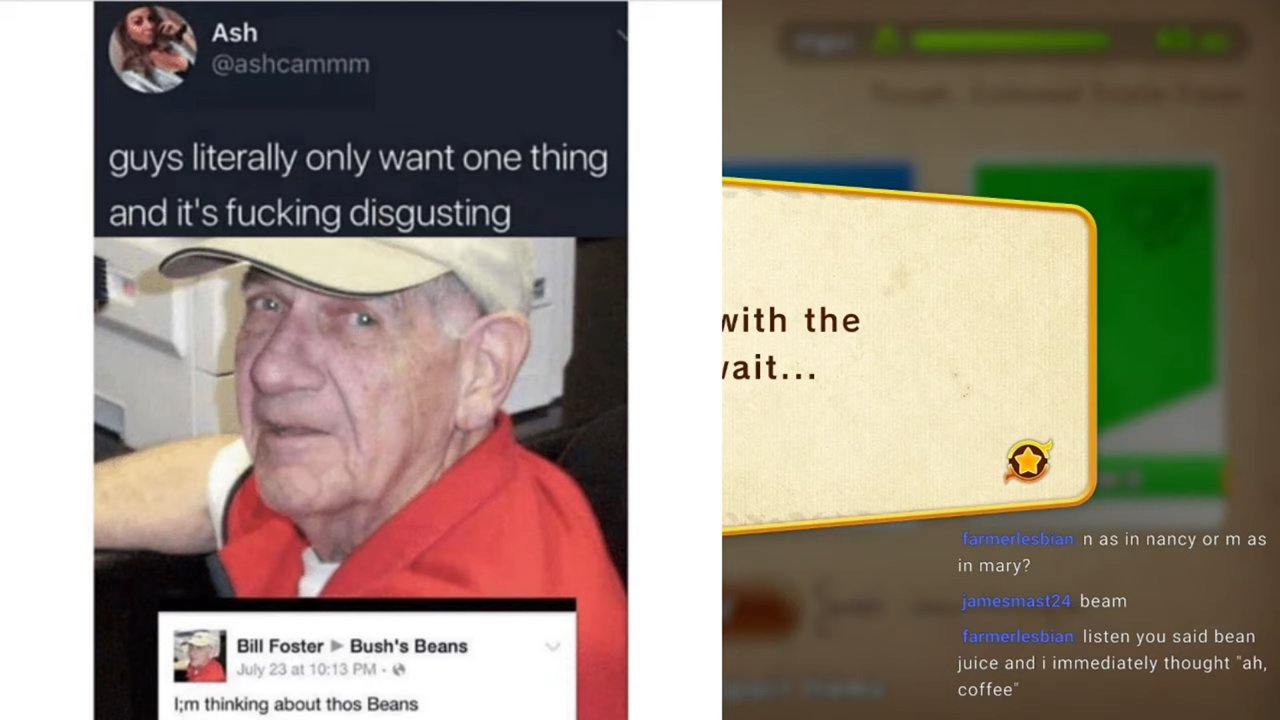 Ash
@ashcammm
guys literally only want one thing
and it's fucking disgusting
Bill Foster ▶ Bush's Beans
July 23 at 10:13 PM •
I;m thinking about thos Beans
with the
wait...
farmerlesbian n as in nancy or m as
in mary?
jamesmast24 beam
farmerlesbian listen you said bean
juice and i immediately thought "ah,
coffee"